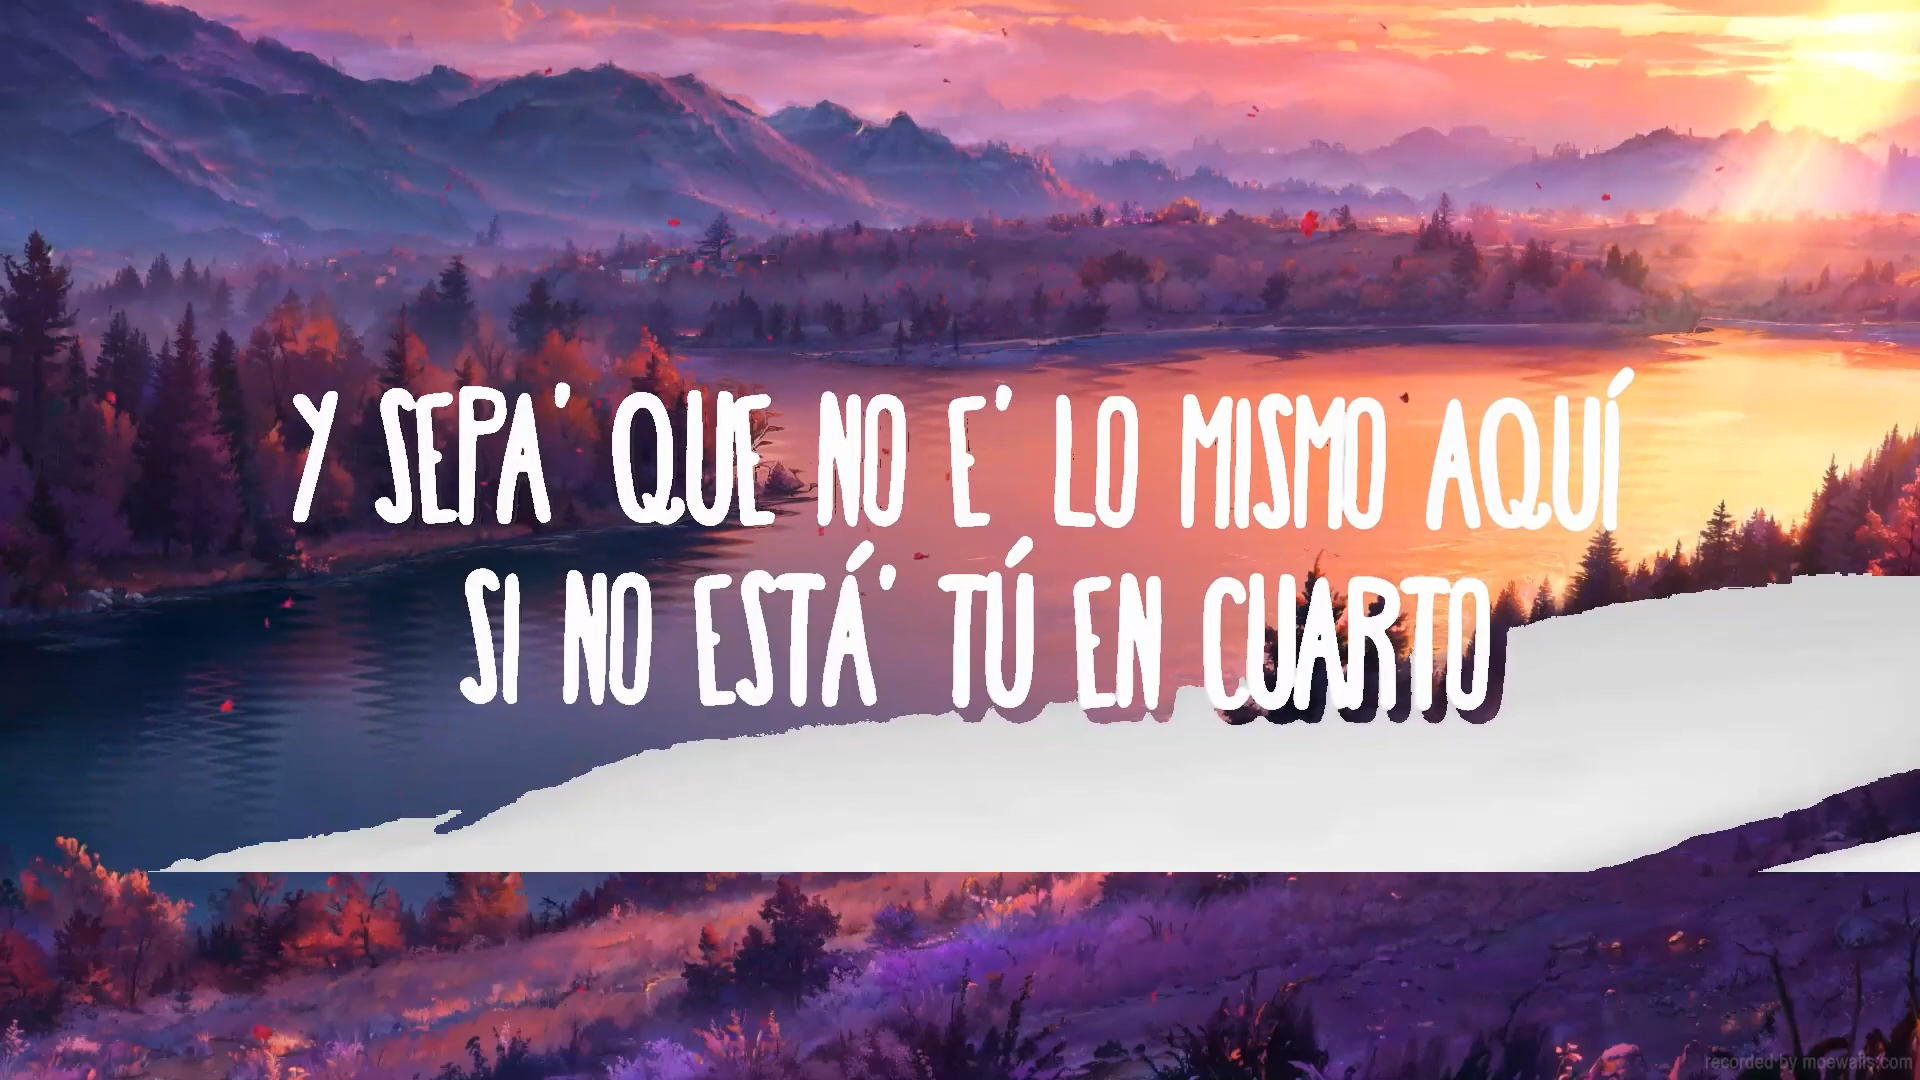 Y SEPA' QUE NO E' LO MISMO AQUÍ
SI NO ESTÁ' TÚ EN CUARTO
recorded by moewalls.com